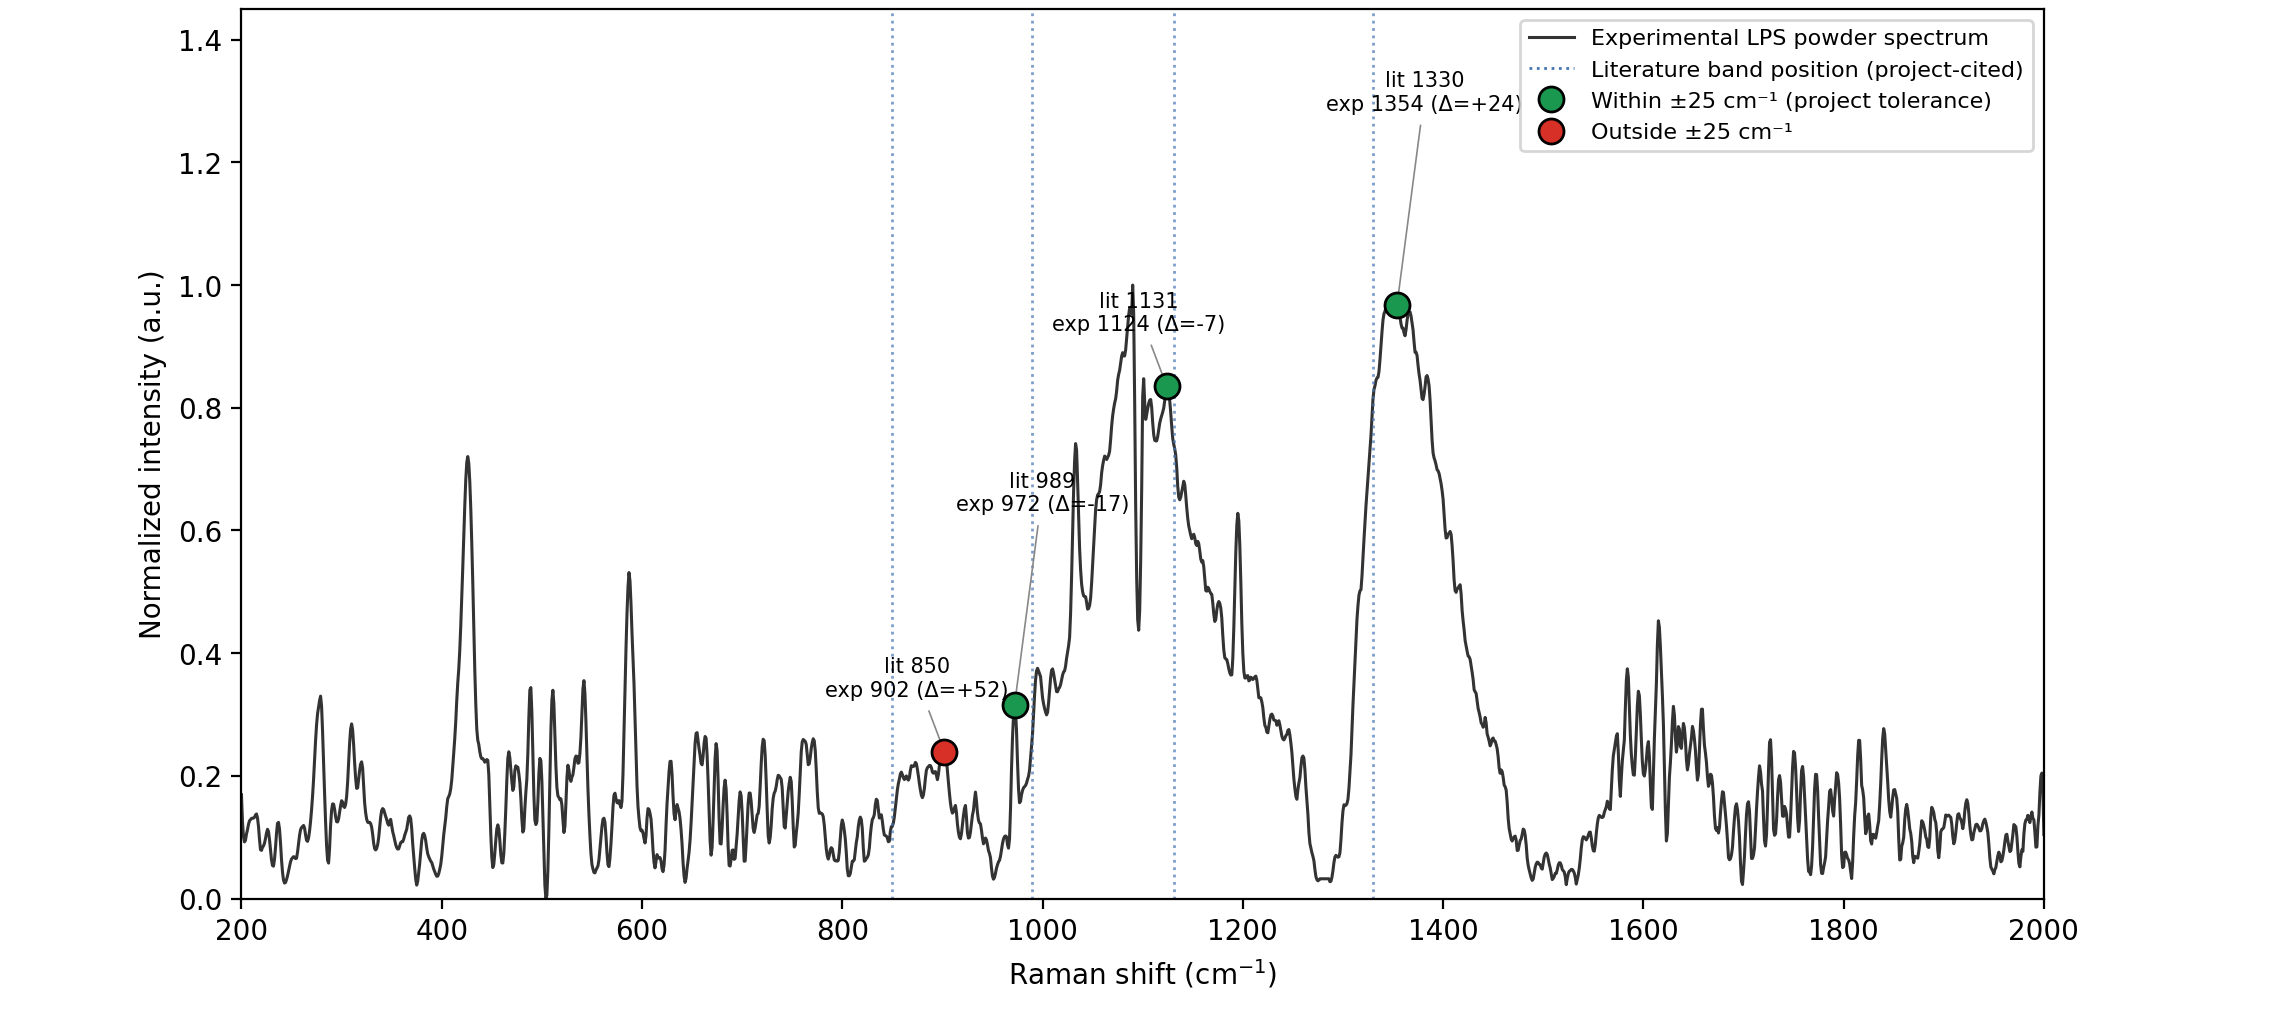 1.4
1.2
1.0
0.8
0.6
0.4
0.2
0.0
Normalized intensity (a.u.)
200 400 600 800 1000 1200 1400 1600 1800 2000
Raman shift (cm⁻¹)
Experimental LPS powder spectrum
Literature band position (project-cited)
Within ±25 cm⁻¹ (project tolerance)
Outside ±25 cm⁻¹
lit 850
exp 902 (Δ=+52)
lit 989
exp 972 (Δ=-17)
lit 1131
exp 1124 (Δ=-7)
lit 1330
exp 1354 (Δ=+24)